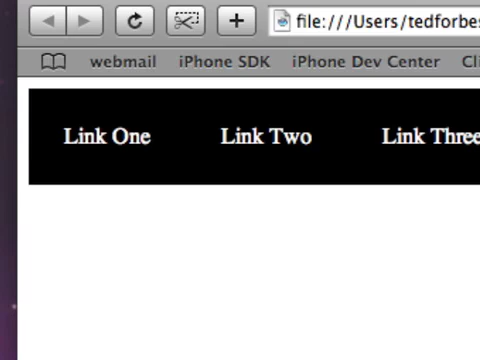 file:///Users/tedforbes
webmail iPhone SDK iPhone Dev Center Cli
Link One Link Two Link Three